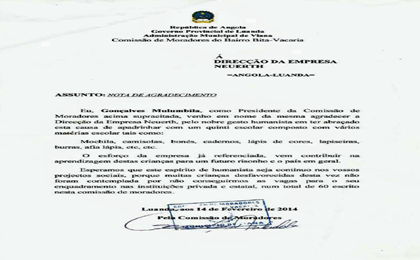 República de Angola
Governo Provincial de Luanda
Administração Municipal de Viana
Comissão de Moradores do Bairro Bita-Vacaria
Á
DIRECÇÃO DA EMPRESA
NEUERTH
=ANGOLA-LUANDA=
ASSUNTO: NOTA DE AGRADECIMENTO
Eu, Gonçalves Mulumbila, como Presidente da Comissão de
Moradores acima supracitada, venho em nome da mesma agradecer a
Direcção da Empresa Neuerth, pelo nobre gesto humanista em ter abraçado
esta causa de apadrinhar com um quinti escolar composto com vários
matérias escolar tais como:
Mochila, camisolas, bonés, cadernos, lápis de cores, lapiseiras,
burras, afia lápis, etc, etc.
O esforço da empresa já referenciada, vem contribuir na
aprendizagem destas crianças para um futuro risonho e o país em geral.
Esperamos que este espírito de humanista seja contínuo nos vossos
projectos sociais, porque muitas crianças desfavorecidas desta vez não
foram contemplada por não conseguirmos as vagas para o seu
enquadramento nas instituições privada e estatal, num total de 60 escrito
nesta comissão de moradores.
Luanda, aos 14 de Fevereiro de 2014
Pela Comissão de Moradores